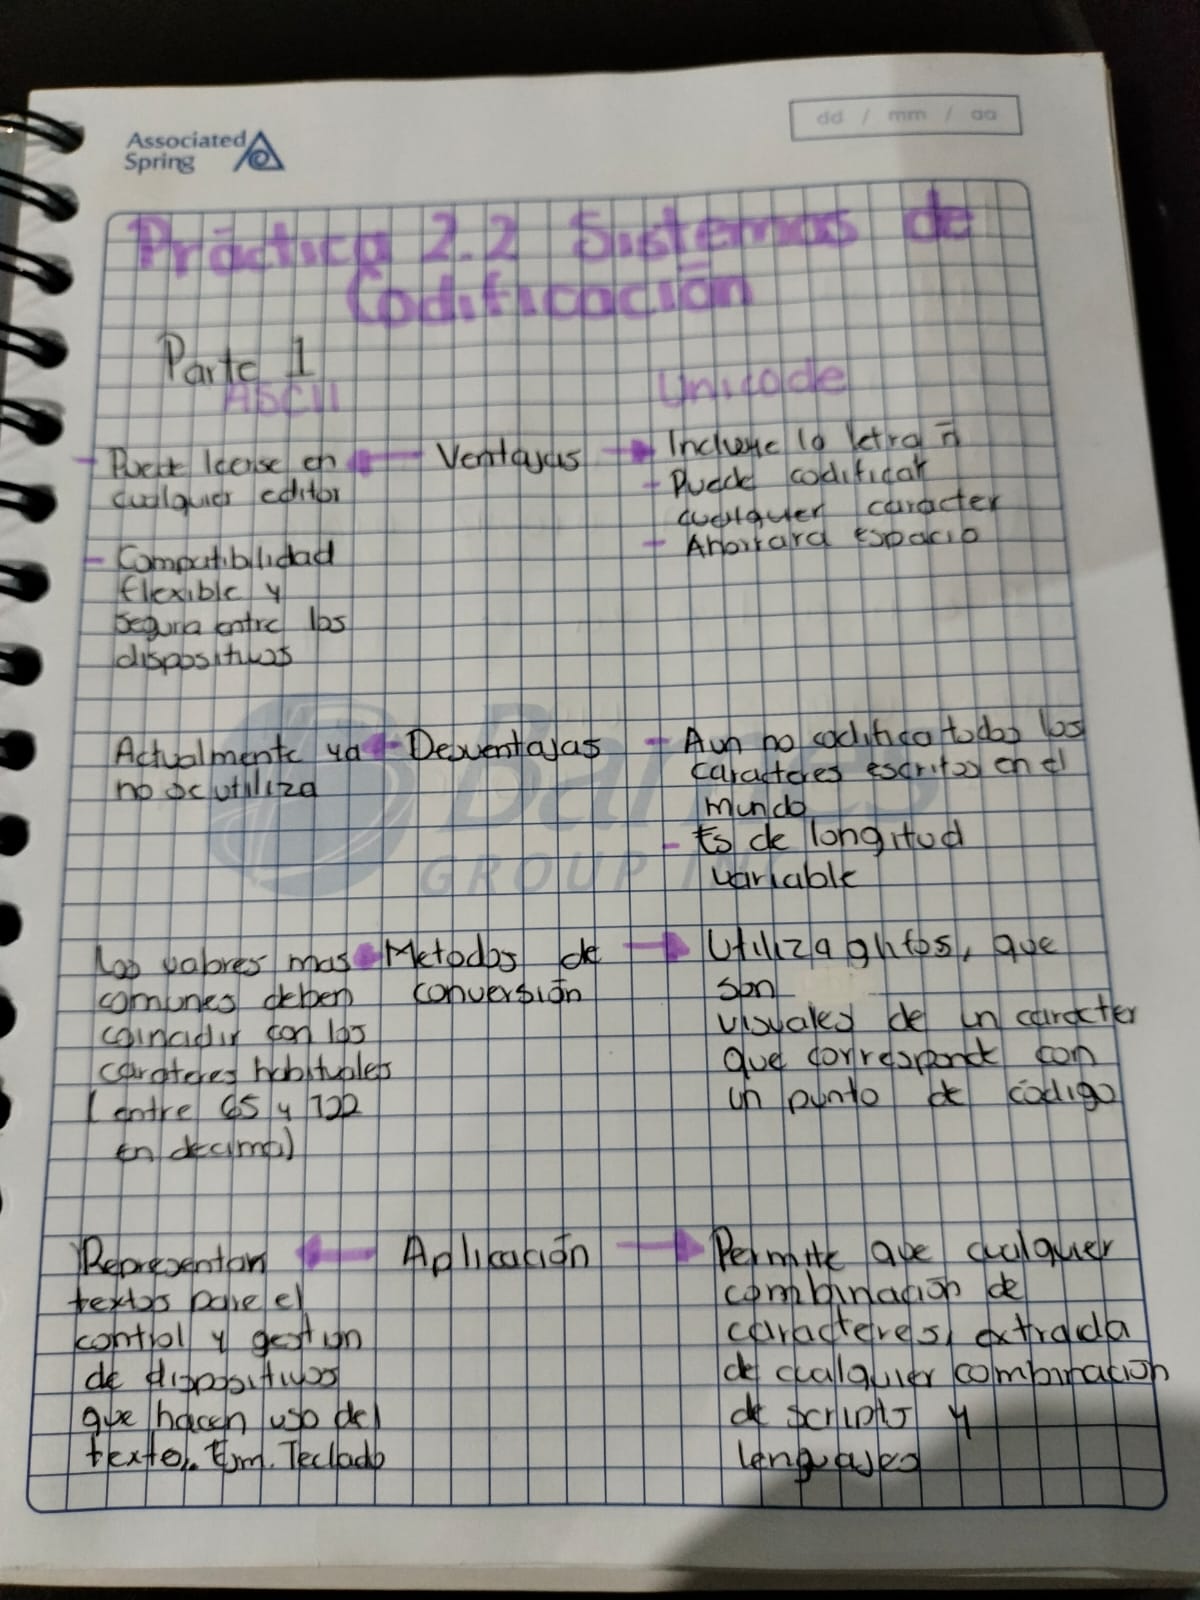 Associated
Spring
dd / mm / aa
Práctica 2.2 Sistemas de
Codificación
Parte 1
ASCII
Unicode
Ventajas
- Puede leerse en
cualquier editor
- Compatibilidad
flexible y
segura entre los
dispositivos
Incluye la letra ñ
- Puede codificar
cualquier caracter
- Ahorrara espacio
Desventajas
Actualmente ya
no se utiliza
- Aun no codifica todos los
caracteres escritos en el
mundo
- Es de longitud
variable
Barnes
GROUP IN
Metodos de
conversión
Los valores mas
comunes deben
coinadir con los
carateres habituales
(entre 65 y 122
en decimal)
Utiliza glifos, que
son
visuales de un caracter
que corresponde con
un punto de código
Aplicación
Representan
textos para el
control y gestion
de dispositivos
que hacen uso del
texto. Ejm. Teclado
Permite que cualquier
combinación de
caracteres, extraida
de cualquier combinacion
de scripts y
lenguajes